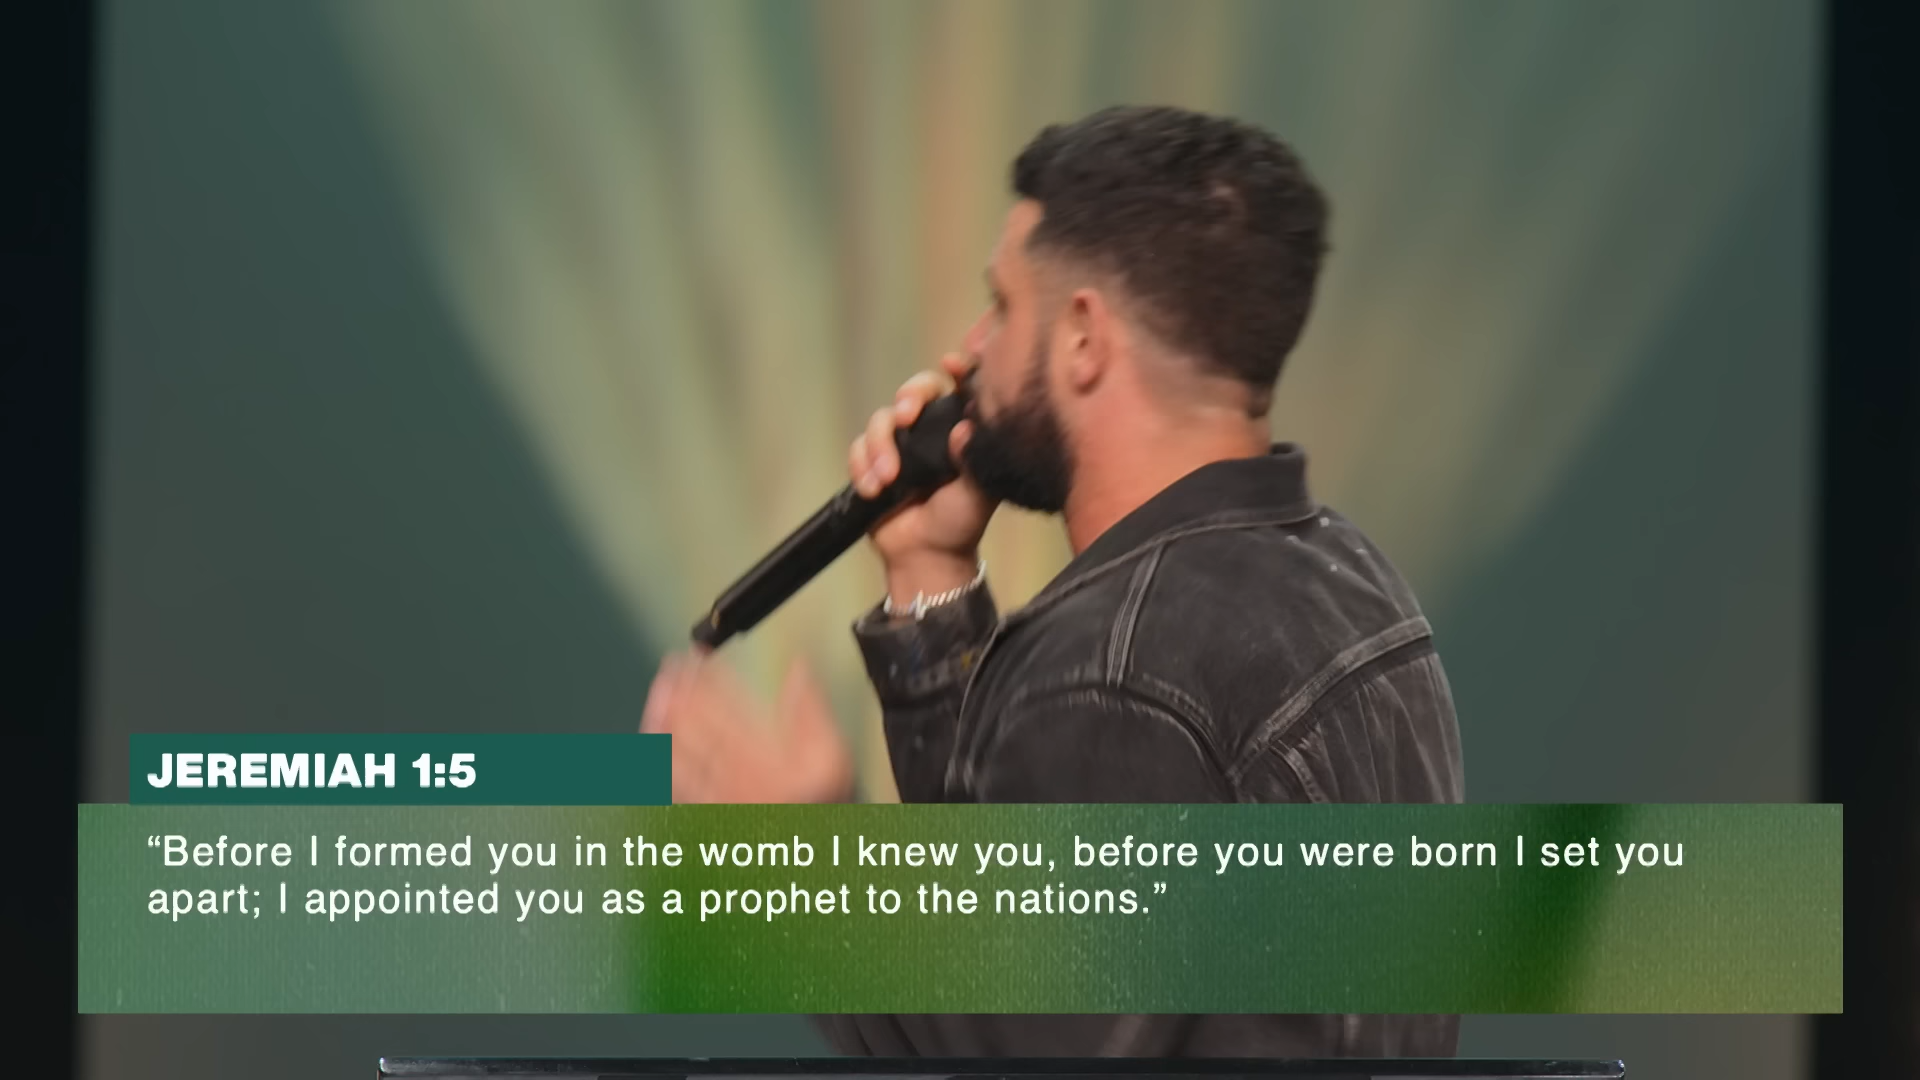 JEREMIAH 1:5
“Before I formed you in the womb I knew you, before you were born I set you
apart; I appointed you as a prophet to the nations.”